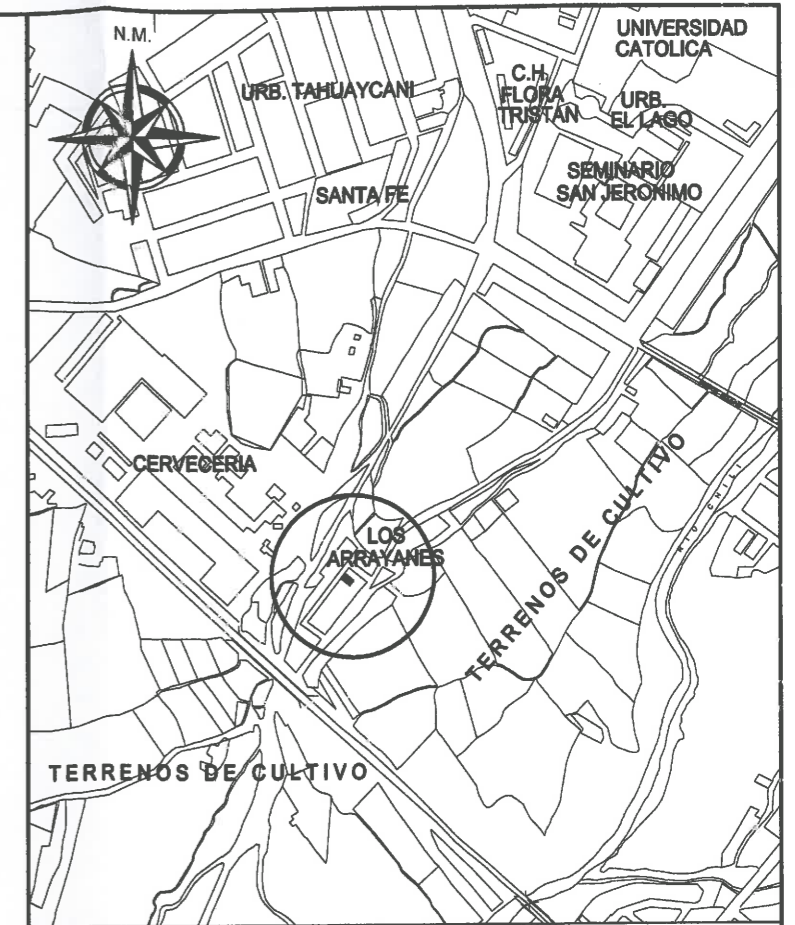 N.M.
UNIVERSIDAD
CATOLICA
URB. TAHUAYCANI
C.H.
FLORA
TRISTAN
URB.
EL LAGO
SANTA FE
SEMINARIO
SAN JERONIMO
CERVECERIA
LOS
ARRAYANES
TERRENOS DE CULTIVO
RIO CHILI
TERRENOS DE CULTIVO